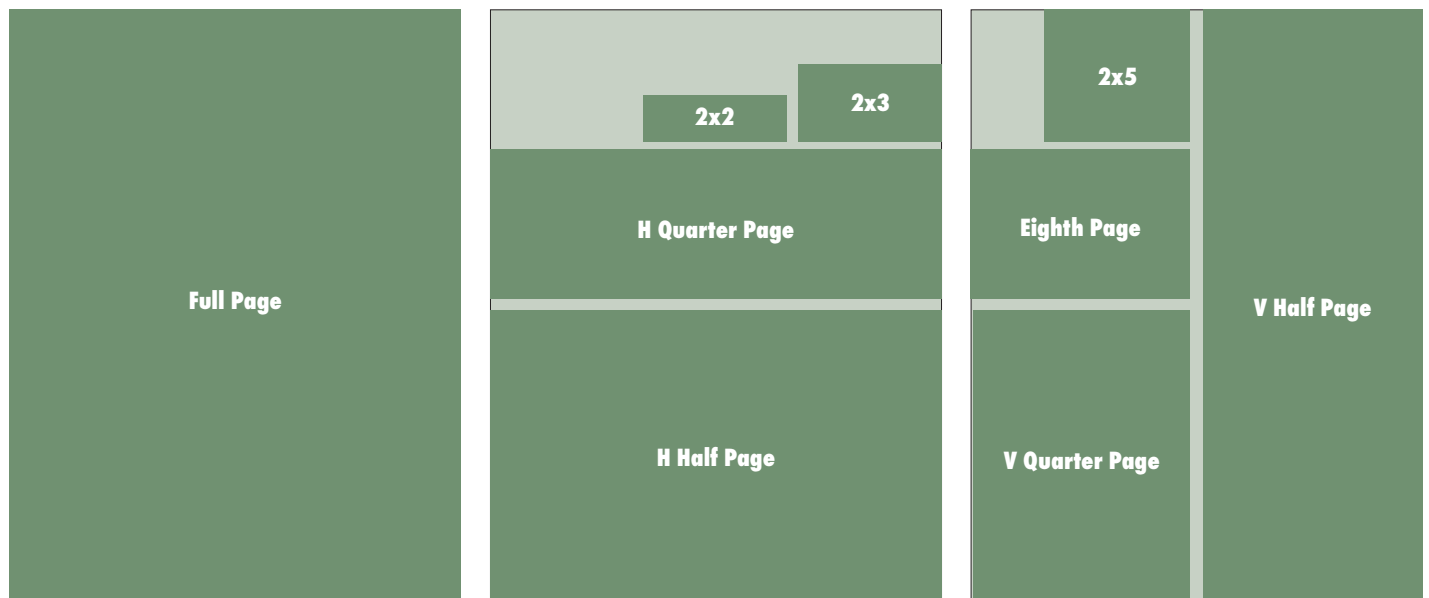 Full Page
2x2
2x3
H Quarter Page
H Half Page
2x5
Eighth Page
V Quarter Page
V Half Page